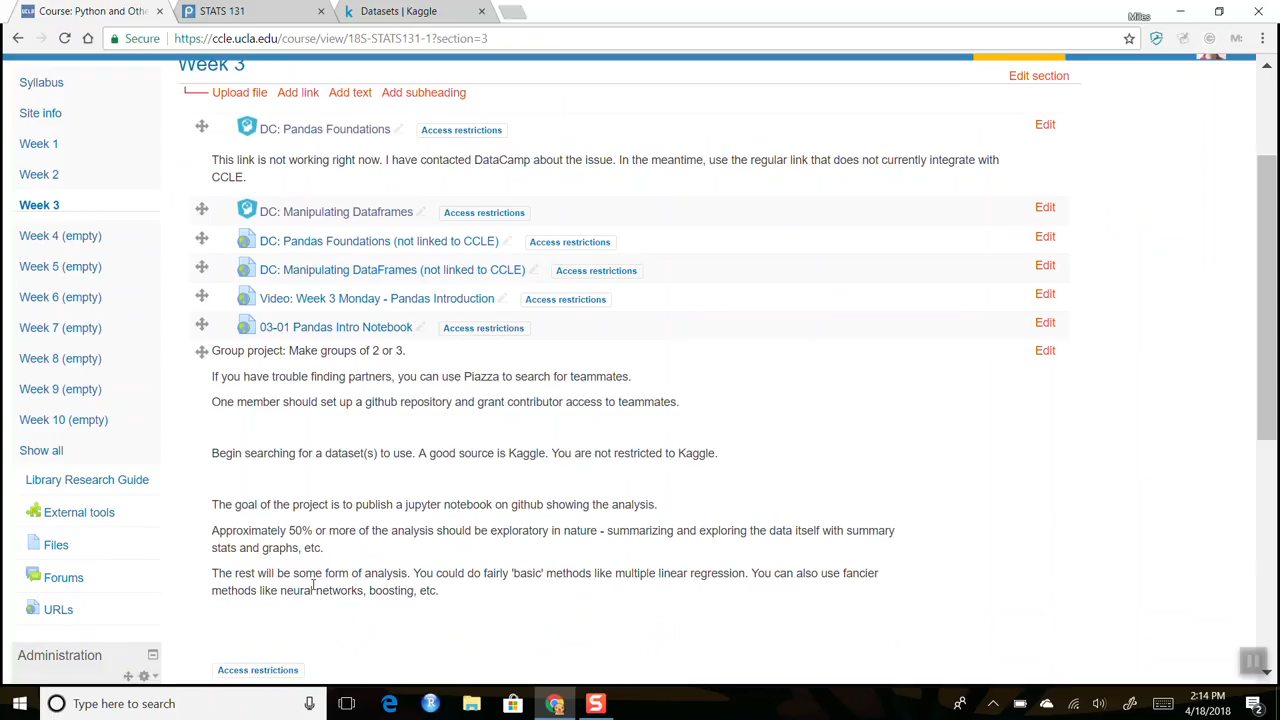 Course: Python and Othe
STATS 131
Datasets | Kaggle
Miles
Secure
https://ccle.ucla.edu/course/view/18S-STATS131-1?section=3
Week 3
Edit section
Upload file Add link Add text Add subheading
Syllabus
Site info
Week 1
Week 2
Week 3
Week 4 (empty)
Week 5 (empty)
Week 6 (empty)
Week 7 (empty)
Week 8 (empty)
Week 9 (empty)
Week 10 (empty)
Show all
Library Research Guide
External tools
Files
Forums
URLs
Administration
DC: Pandas Foundations Access restrictions Edit
This link is not working right now. I have contacted DataCamp about the issue. In the meantime, use the regular link that does not currently integrate with
CCLE.
DC: Manipulating Dataframes Access restrictions Edit
DC: Pandas Foundations (not linked to CCLE) Access restrictions Edit
DC: Manipulating DataFrames (not linked to CCLE) Access restrictions Edit
Video: Week 3 Monday - Pandas Introduction Access restrictions Edit
03-01 Pandas Intro Notebook Access restrictions Edit
Group project: Make groups of 2 or 3. Edit
If you have trouble finding partners, you can use Piazza to search for teammates.
One member should set up a github repository and grant contributor access to teammates.
Begin searching for a dataset(s) to use. A good source is Kaggle. You are not restricted to Kaggle.
The goal of the project is to publish a jupyter notebook on github showing the analysis.
Approximately 50% or more of the analysis should be exploratory in nature - summarizing and exploring the data itself with summary
stats and graphs, etc.
The rest will be some form of analysis. You could do fairly 'basic' methods like multiple linear regression. You can also use fancier
methods like neural networks, boosting, etc.
Access restrictions
Type here to search
2:14 PM
4/18/2018
2